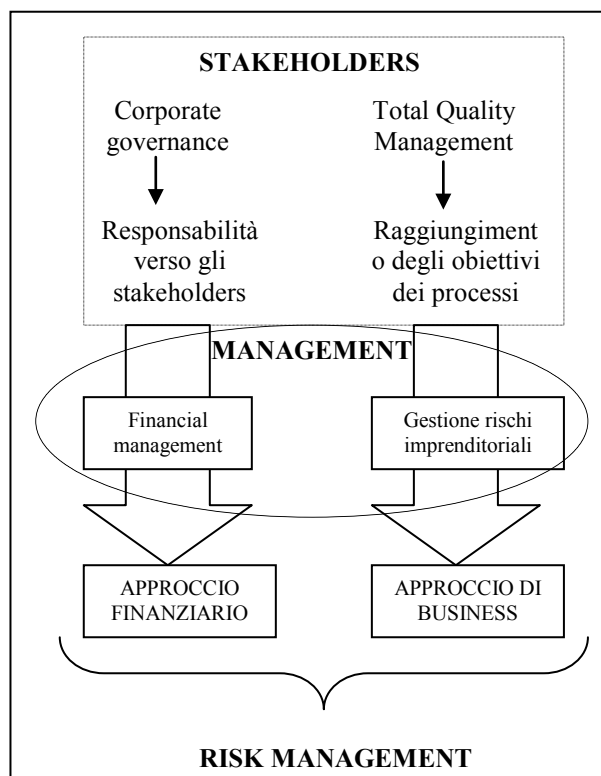 STAKEHOLDERS
Corporate
governance
Total Quality
Management
Responsabilità
verso gli
stakeholders
Raggiungiment
o degli obiettivi
dei processi
MANAGEMENT
Financial
management
Gestione rischi
imprenditoriali
APPROCCIO
FINANZIARIO
APPROCCIO DI
BUSINESS
RISK MANAGEMENT